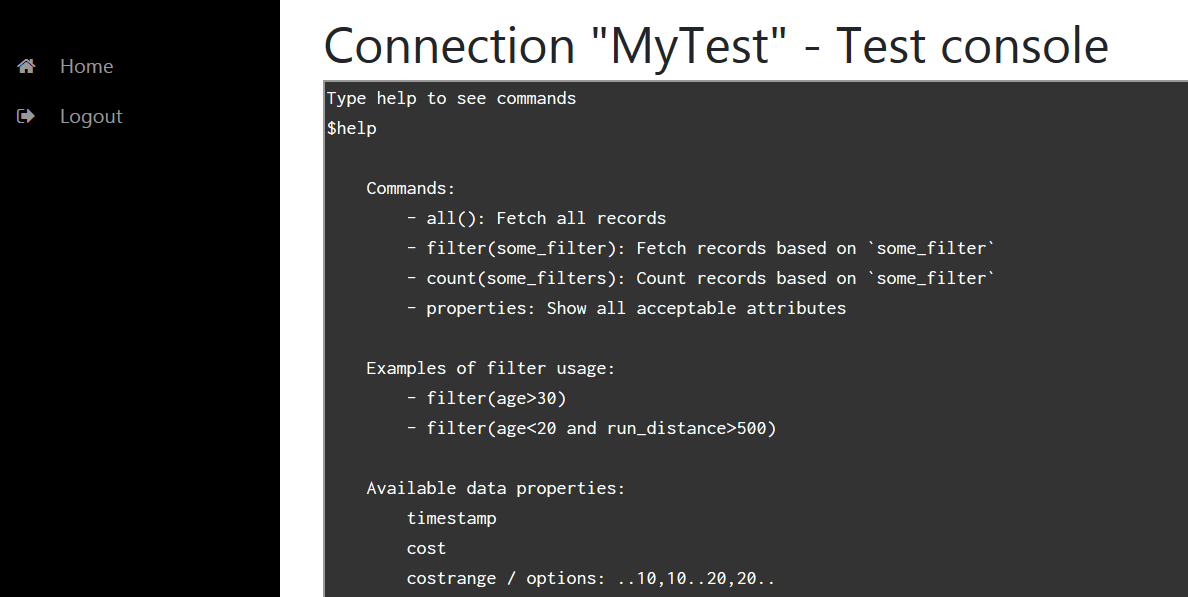 Home
Logout
Connection "MyTest" - Test console
Type help to see commands
$help
Commands:
- all(): Fetch all records
- filter(some_filter): Fetch records based on `some_filter`
- count(some_filters): Count records based on `some_filter`
- properties: Show all acceptable attributes
Examples of filter usage:
- filter(age>30)
- filter(age<20 and run_distance>500)
Available data properties:
timestamp
cost
costrange / options: ..10,10..20,20..